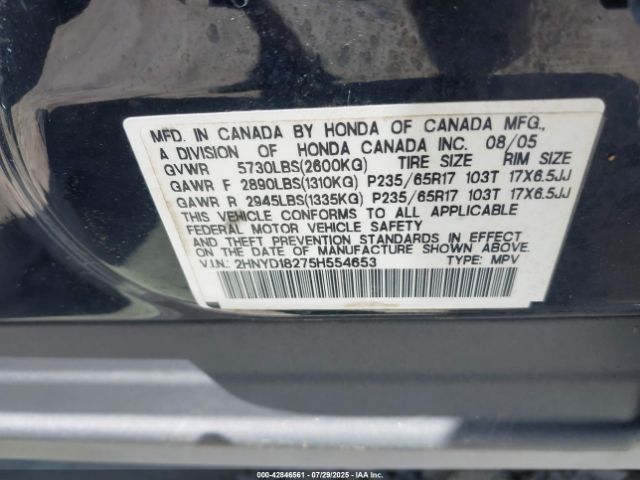 MFD. IN CANADA BY HONDA OF CANADA MFG.,
A DIVISION OF HONDA CANADA INC. 08/05
GVWR 5730LBS(2600KG) TIRE SIZE RIM SIZE
GAWR F 2890LBS(1310KG) P235/65R17 103T 17X6.5JJ
GAWR R 2945LBS(1335KG) P235/65R17 103T 17X6.5JJ
THIS VEHICLE CONFORMS TO ALL APPLICABLE
FEDERAL MOTOR VEHICLE SAFETY
AND THEFT PREVENTION STANDARDS IN EFFECT
ON THE DATE OF MANUFACTURE SHOWN ABOVE.
V.I.N.: 2HNYD18275H554653 TYPE: MPV
000-42846561 - 07/29/2025 - IAAI.COM